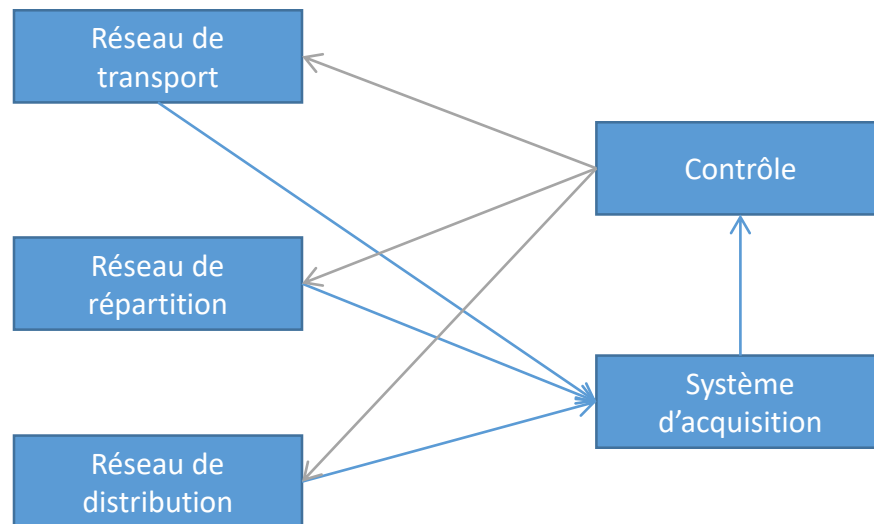 Réseau de
transport
Contrôle
Réseau de
répartition
Système
d’acquisition
Réseau de
distribution